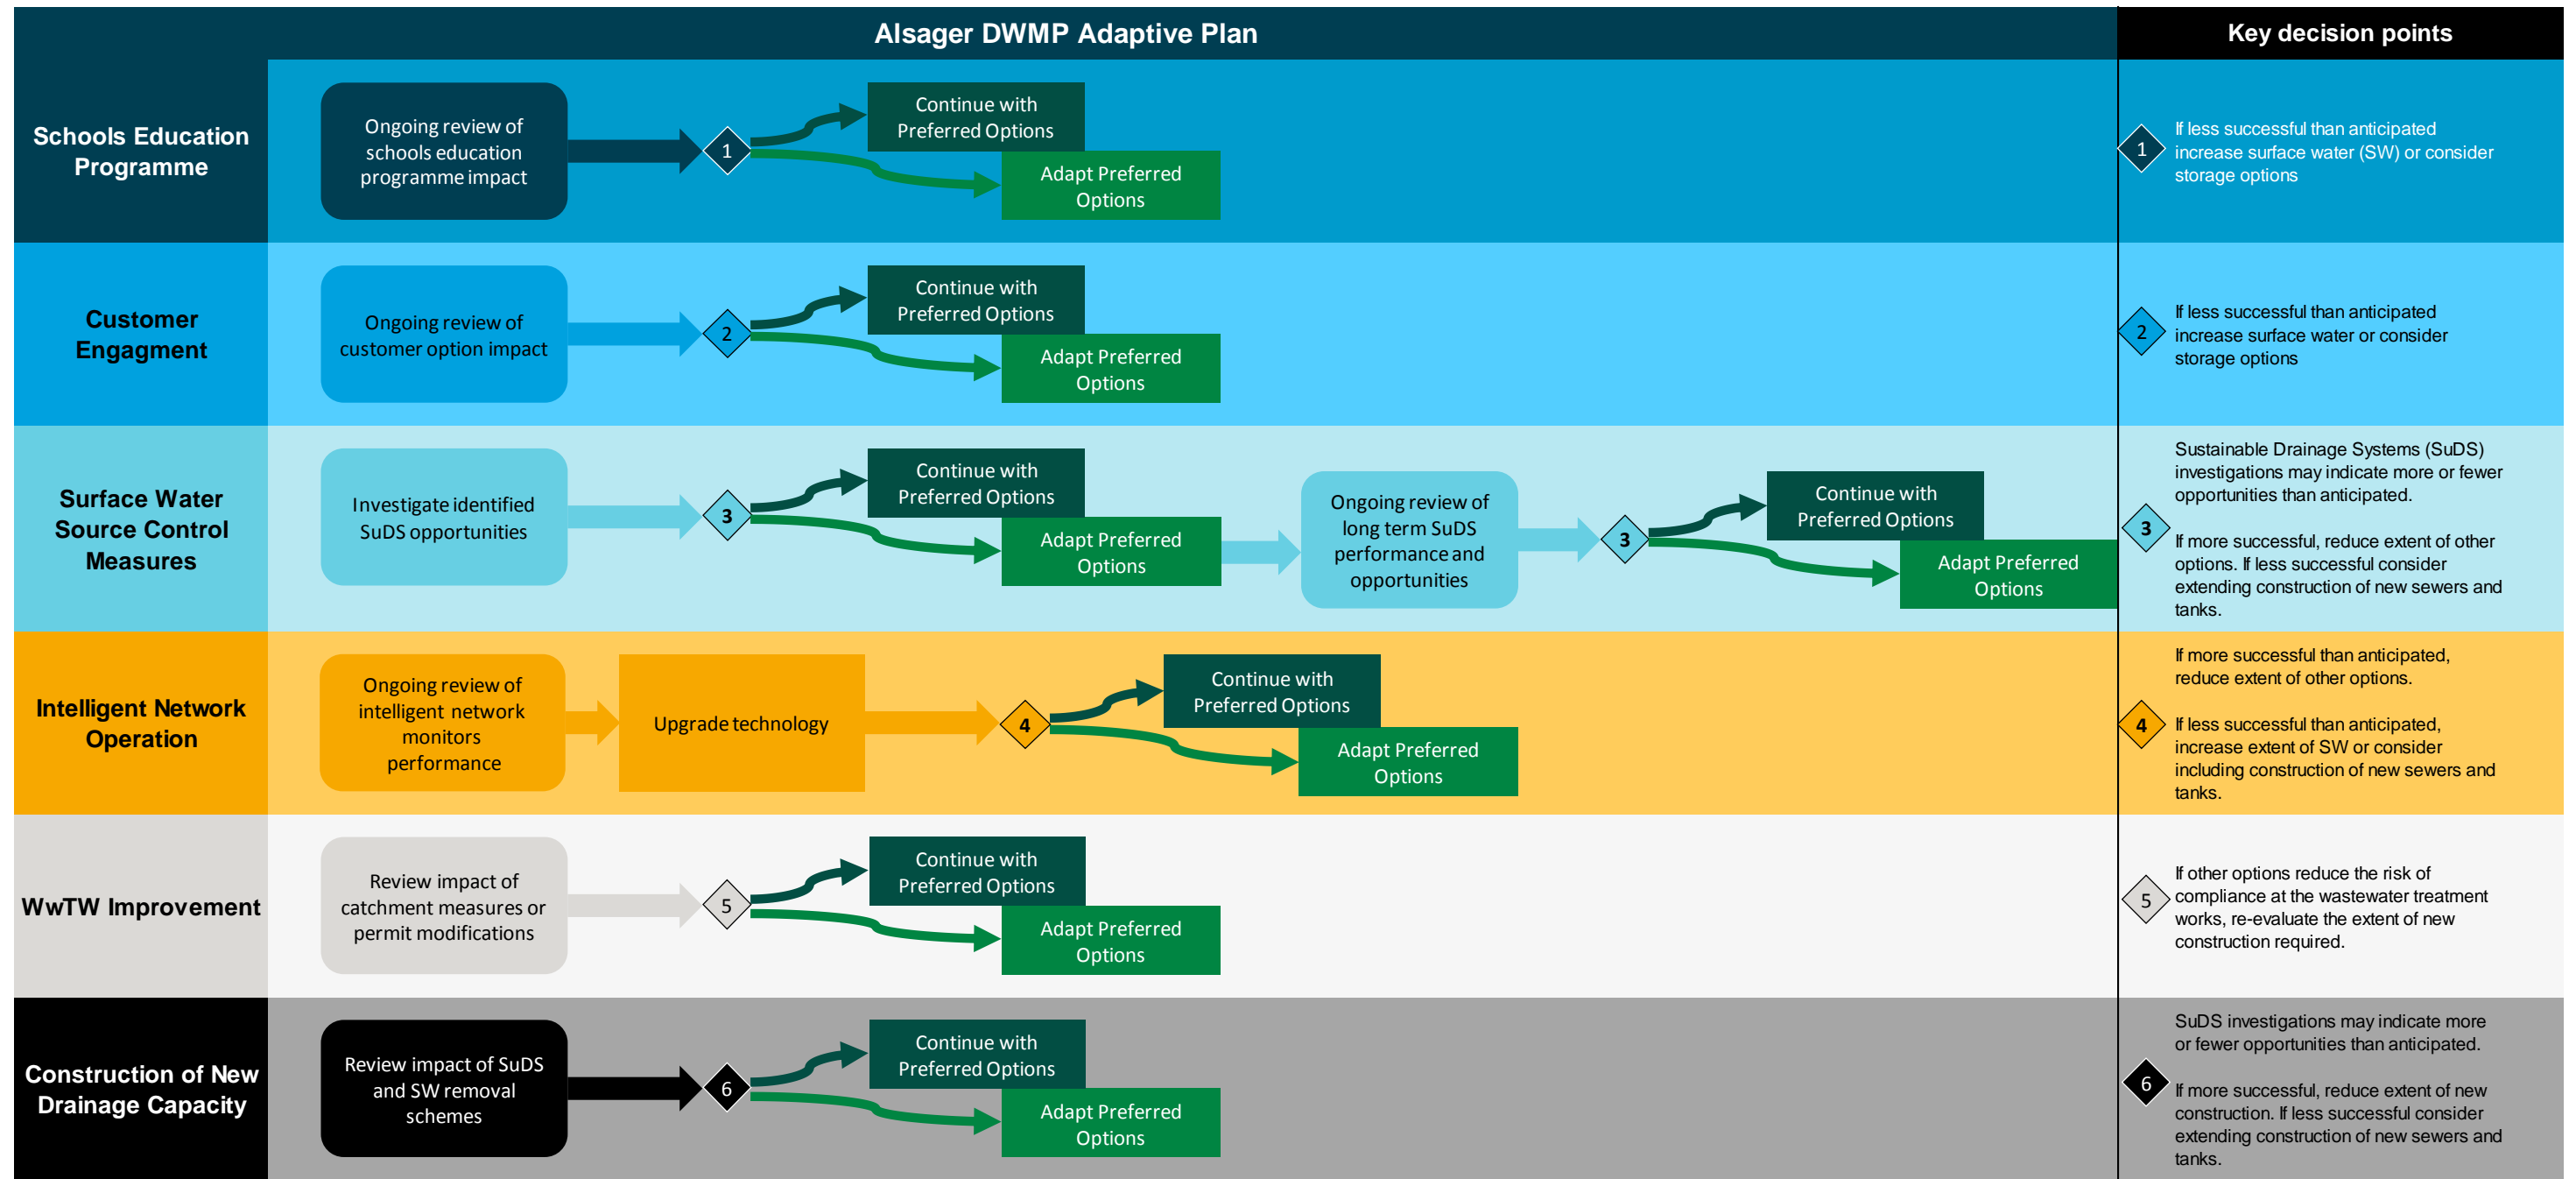 Alsager DWMP Adaptive Plan
Key decision points
Schools Education
Programme
Ongoing review of
schools education
programme impact
1
Continue with
Preferred Options
Adapt Preferred
Options
1
If less successful than anticipated
increase surface water (SW) or consider
storage options
Customer
Engagment
Ongoing review of
customer option impact
2
Continue with
Preferred Options
Adapt Preferred
Options
2
If less successful than anticipated
increase surface water or consider
storage options
Surface Water
Source Control
Measures
Investigate identified
SuDS opportunities
3
Continue with
Preferred Options
Adapt Preferred
Options
Ongoing review of
long term SuDS
performance and
opportunities
3
Continue with
Preferred Options
Adapt Preferred
Options
3
Sustainable Drainage Systems (SuDS)
investigations may indicate more or fewer
opportunities than anticipated.
If more successful, reduce extent of other
options. If less successful consider
extending construction of new sewers and
tanks.
Intelligent Network
Operation
Ongoing review of
intelligent network
monitors
performance
Upgrade technology
4
Continue with
Preferred Options
Adapt Preferred
Options
4
If more successful than anticipated,
reduce extent of other options.
If less successful than anticipated,
increase extent of SW or consider
including construction of new sewers and
tanks.
WwTW Improvement
Review impact of
catchment measures or
permit modifications
5
Continue with
Preferred Options
Adapt Preferred
Options
5
If other options reduce the risk of
compliance at the wastewater treatment
works, re-evaluate the extent of new
construction required.
Construction of New
Drainage Capacity
Review impact of SuDS
and SW removal
schemes
6
Continue with
Preferred Options
Adapt Preferred
Options
6
SuDS investigations may indicate more
or fewer opportunities than anticipated.
If more successful, reduce extent of new
construction. If less successful consider
extending construction of new sewers and
tanks.